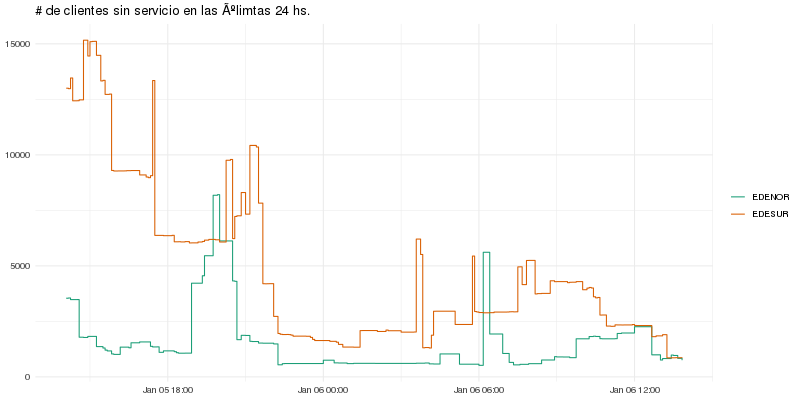 # de clientes sin servicio en las Ãºlimtas 24 hs.
15000
10000
5000
0
Jan 05 18:00
Jan 06 00:00
Jan 06 06:00
Jan 06 12:00
EDENOR
EDESUR